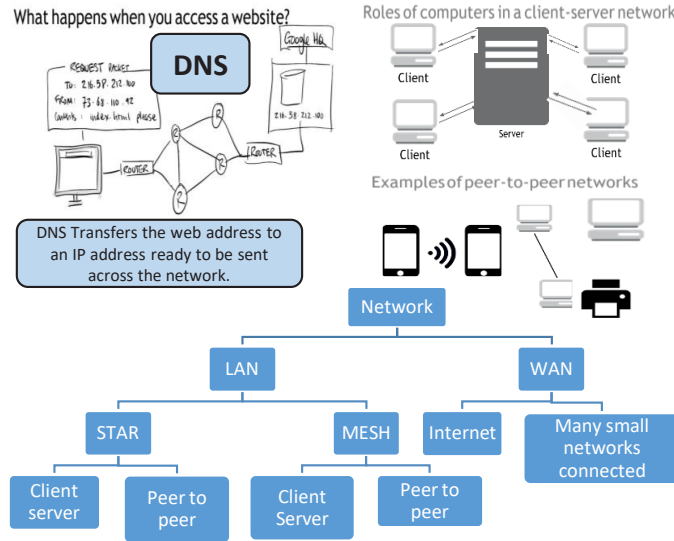 What happens when you access a website?
DNS
Google HQ
REQUEST PACKET
To: 216.58.212.100
FROM: 73.68.110.92
Contents: index.html please
216.58.212.100
R
R
R
R
ROUTER
ROUTER
DNS Transfers the web address to
an IP address ready to be sent
across the network.
Roles of computers in a client-server network
Client
Client
Client
Client
Server
Examples of peer-to-peer networks
Network
LAN
WAN
STAR
MESH
Internet
Many small
networks
connected
Client
server
Peer to
peer
Client
Server
Peer to
peer